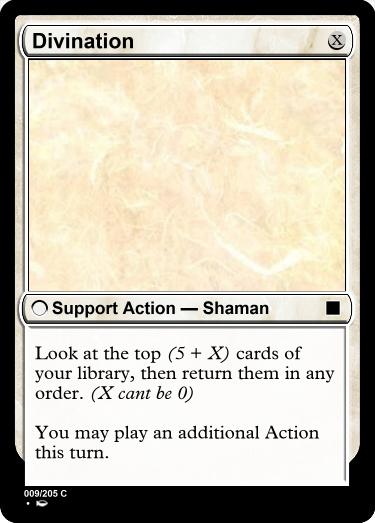 Divination X
Support Action — Shaman
Look at the top (5 + X) cards of
your library, then return them in any
order. (X cant be 0)
You may play an additional Action
this turn.
009/205 C